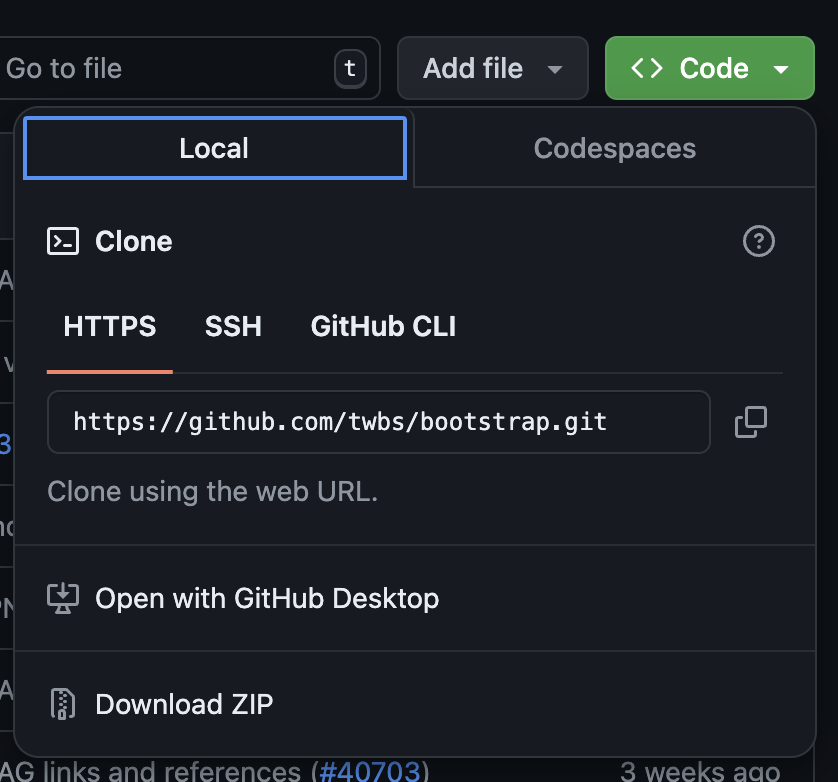 Go to file t Add file Code
Local Codespaces
Clone
HTTPS SSH GitHub CLI
https://github.com/twbs/bootstrap.git
Clone using the web URL.
Open with GitHub Desktop
Download ZIP
AG links and references (#40703) 3 weeks ago